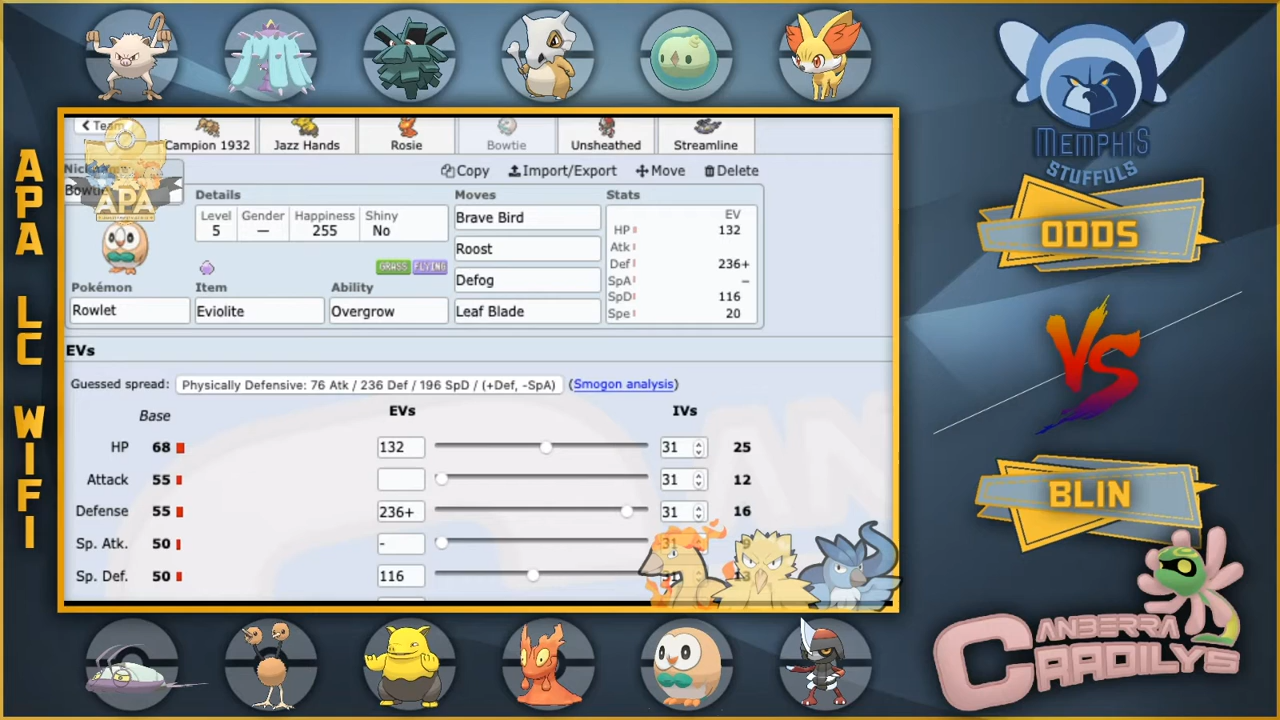 APA LC WIFI
Team
Campion 1932
Jazz Hands
Rosie
Bowtie
Unsheathed
Streamline
Copy
Import/Export
Move
Delete
APA
Details
Level
5
Gender
—
Happiness
255
Shiny
No
GRASS FLYING
Pokémon
Rowlet
Item
Eviolite
Ability
Overgrow
Moves
Brave Bird
Roost
Defog
Leaf Blade
Stats
EV
HP 132
Atk
Def 236+
SpA –
SpD 116
Spe 20
EVs
Guessed spread: Physically Defensive: 76 Atk / 236 Def / 196 SpD / (+Def, -SpA) (Smogon analysis)
Base EVs IVs
HP 68 132 31 25
Attack 55 31 12
Defense 55 236+ 31 16
Sp. Atk. 50 - 31 9
Sp. Def. 50 116 31 13
MEMPHIS
STUFFULS
ODDS
VS
BLIN
CANBERRA
CRADILYS